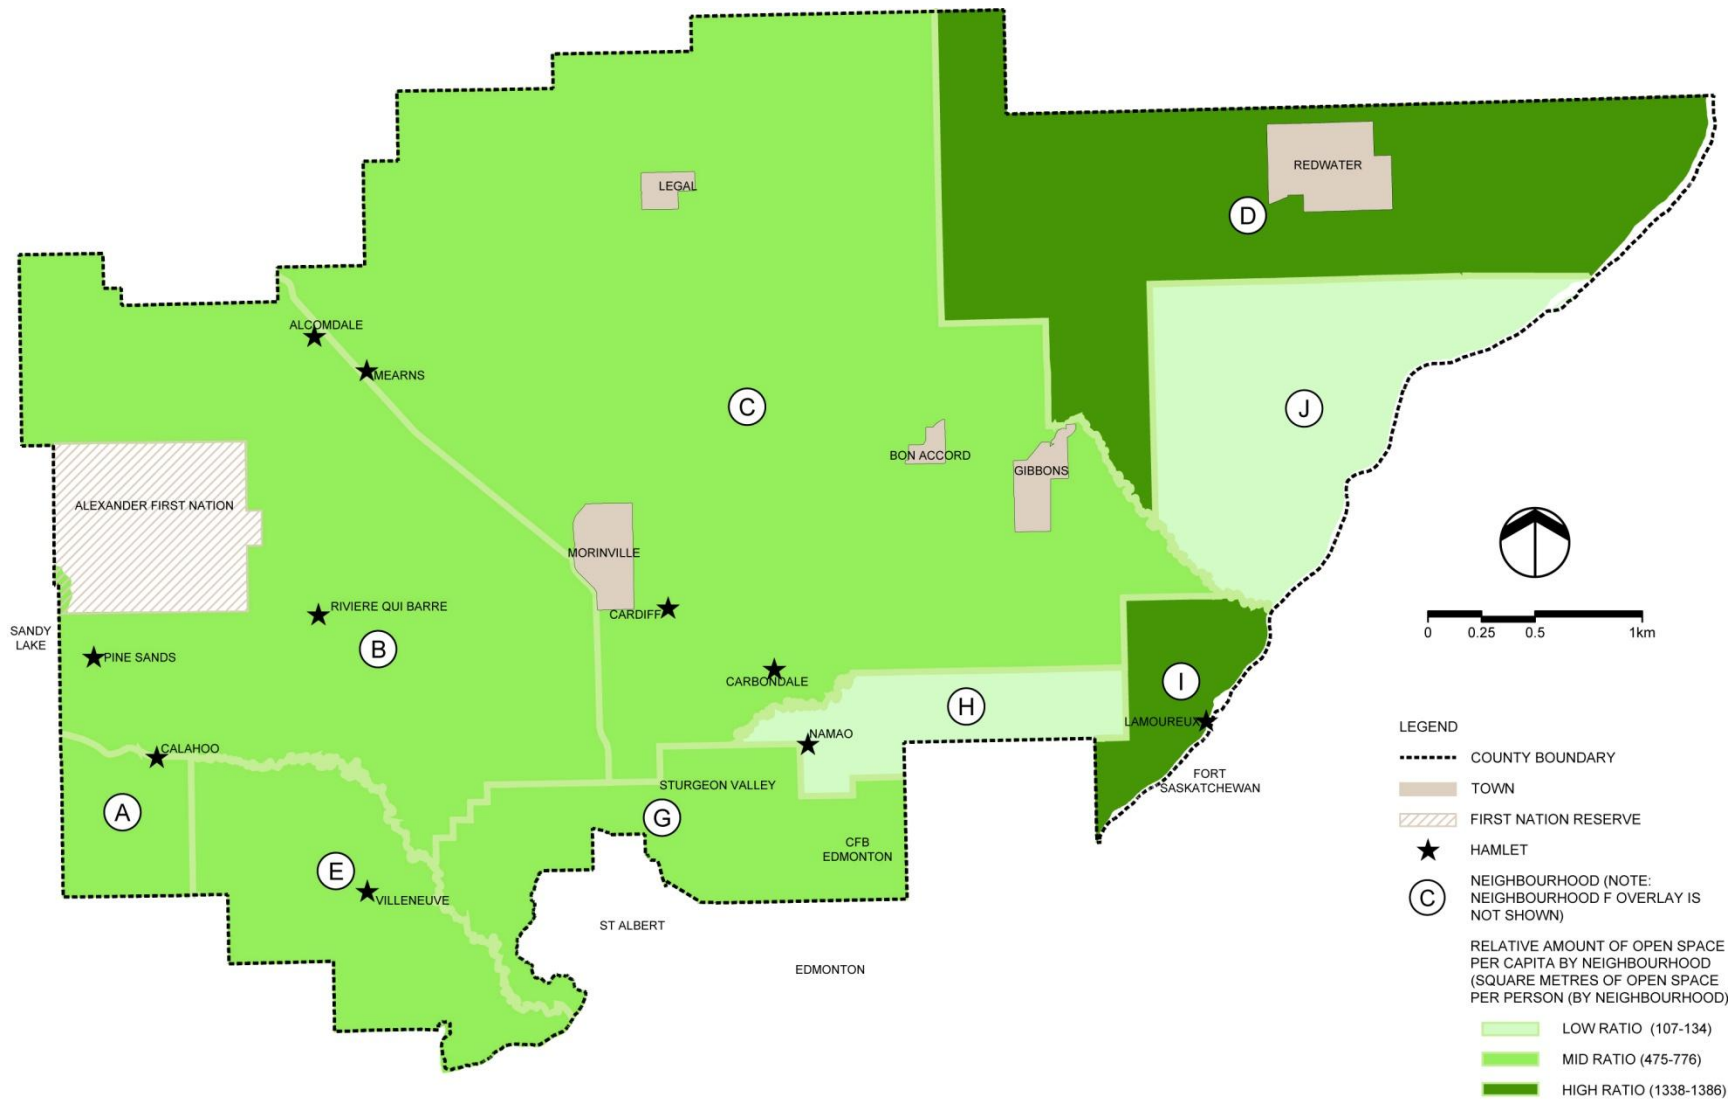 REDWATER
LEGAL
D
ALCOMDALE
MEARNS
C
J
BON ACCORD
GIBBONS
ALEXANDER FIRST NATION
MORINVILLE
RIVIERE QUI BARRE
CARDIFF
SANDY
LAKE
B
PINE SANDS
CARBONDALE
I
H
LAMOUREUX
NAMAO
CALAHOO
STURGEON VALLEY
FORT
SASKATCHEWAN
A
G
CFB
EDMONTON
E
VILLENEUVE
ST ALBERT
EDMONTON
0 0.25 0.5 1km
LEGEND
COUNTY BOUNDARY
TOWN
FIRST NATION RESERVE
HAMLET
C
NEIGHBOURHOOD (NOTE:
NEIGHBOURHOOD F OVERLAY IS
NOT SHOWN)
RELATIVE AMOUNT OF OPEN SPACE
PER CAPITA BY NEIGHBOURHOOD
(SQUARE METRES OF OPEN SPACE
PER PERSON (BY NEIGHBOURHOOD)
LOW RATIO (107-134)
MID RATIO (475-776)
HIGH RATIO (1338-1386)